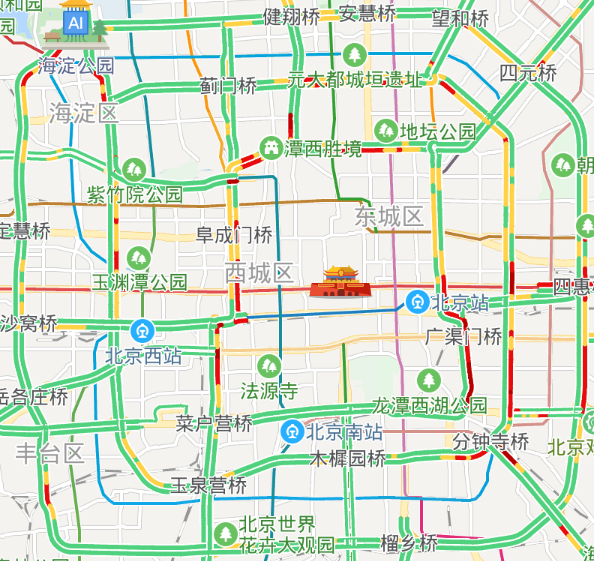 健翔桥
安慧桥
望和桥
AI
海淀公园
元大都城垣遗址
四元桥
蓟门桥
海淀区
地坛公园
潭西胜境
朝
紫竹院公园
东城区
定慧桥
阜成门桥
西城区
玉渊潭公园
四惠
北京站
沙窝桥
广渠门桥
北京西站
法源寺
岳各庄桥
龙潭西湖公园
菜户营桥
北京南站
分钟寺桥
丰台区
木樨园桥
玉泉营桥
北京世界
花卉大观园
榴乡桥
海